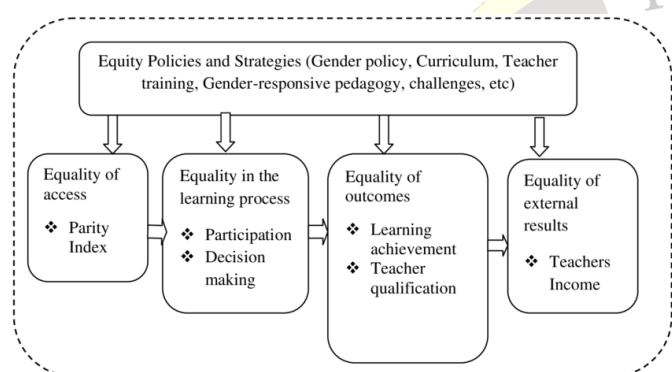 Equity Policies and Strategies (Gender policy, Curriculum, Teacher
training, Gender-responsive pedagogy, challenges, etc)
Equality of
access
❖ Parity
Index
Equality in the
learning process
❖ Participation
❖ Decision
making
Equality of
outcomes
❖ Learning
achievement
❖ Teacher
qualification
Equality of
external
results
❖ Teachers
Income